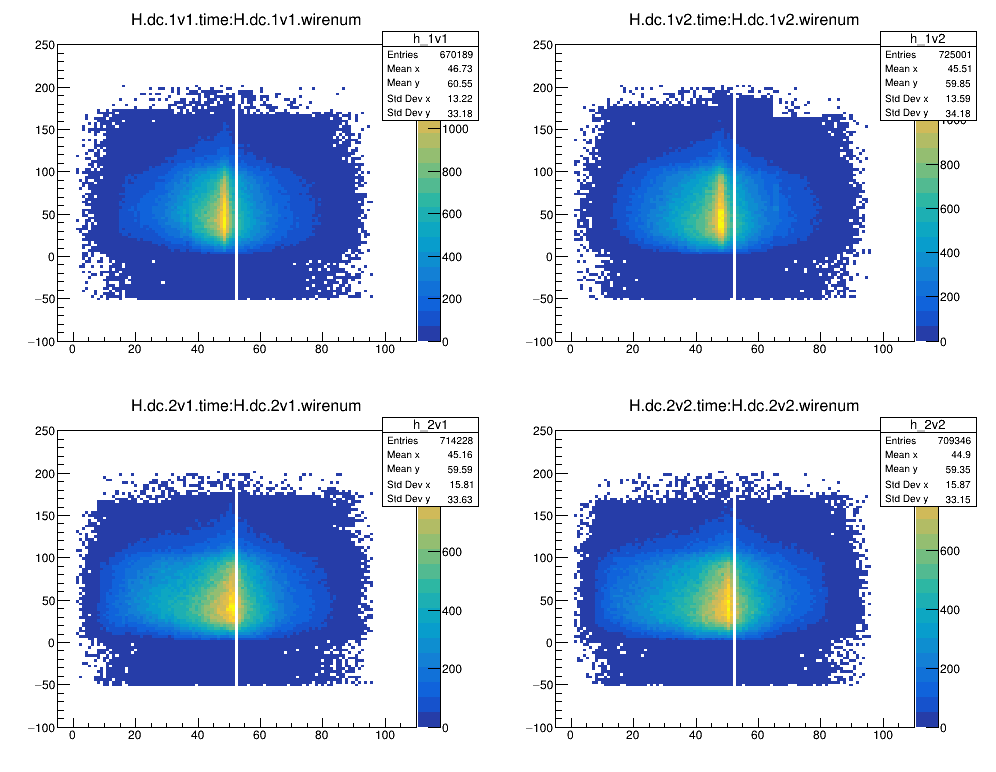 H.dc.1v1.time:H.dc.1v1.wirenum
h_1v1
Entries 670189
Mean x 46.73
Mean y 60.55
Std Dev x 13.22
Std Dev y 33.18
250
200
150
100
50
0
−50
−100
0 20 40 60 80 100
1000
800
600
400
200
0
H.dc.1v2.time:H.dc.1v2.wirenum
h_1v2
Entries 725001
Mean x 45.51
Mean y 59.85
Std Dev x 13.59
Std Dev y 34.18
250
200
150
100
50
0
−50
−100
0 20 40 60 80 100
1000
800
600
400
200
0
H.dc.2v1.time:H.dc.2v1.wirenum
h_2v1
Entries 714228
Mean x 45.16
Mean y 59.59
Std Dev x 15.81
Std Dev y 33.63
250
200
150
100
50
0
−50
−100
0 20 40 60 80 100
600
400
200
0
H.dc.2v2.time:H.dc.2v2.wirenum
h_2v2
Entries 709346
Mean x 44.9
Mean y 59.35
Std Dev x 15.87
Std Dev y 33.15
250
200
150
100
50
0
−50
−100
0 20 40 60 80 100
600
400
200
0